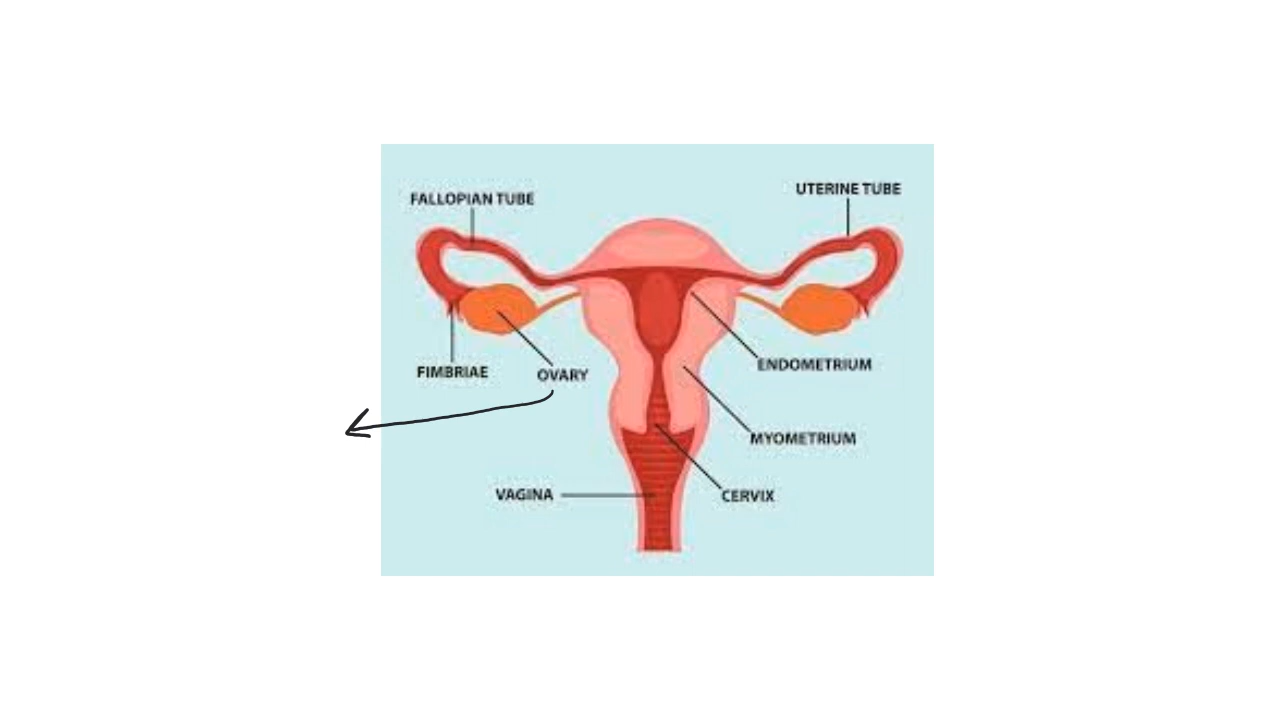 UTERINE TUBE
FALLOPIAN TUBE
ENDOMETRIUM
FIMBRIAE
OVARY
MYOMETRIUM
VAGINA
CERVIX